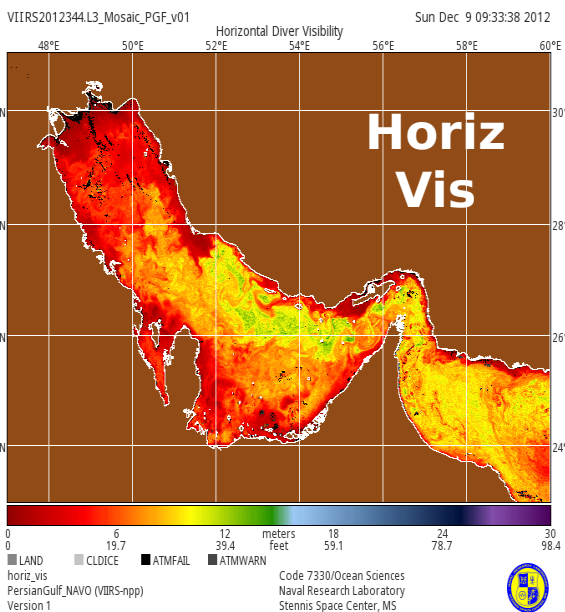 VIIRS2012344.L3_Mosaic_PGF_v01 Sun Dec 9 09:33:38 2012
Horizontal Diver Visibility
48°E 50°E 52°E 54°E 56°E 58°E 60°E
N 30°
Horiz
Vis
N 28°
N 26°
N 24°
0 6 12 meters 18 24 30
0 19.7 39.4 feet 59.1 78.7 98.4
LAND CLDICE ATMFAIL ATMWARN
horiz_vis Code 7330/Ocean Sciences
PersianGulf_NAVO (VIIRS-npp) Naval Research Laboratory
Version 1 Stennis Space Center, MS